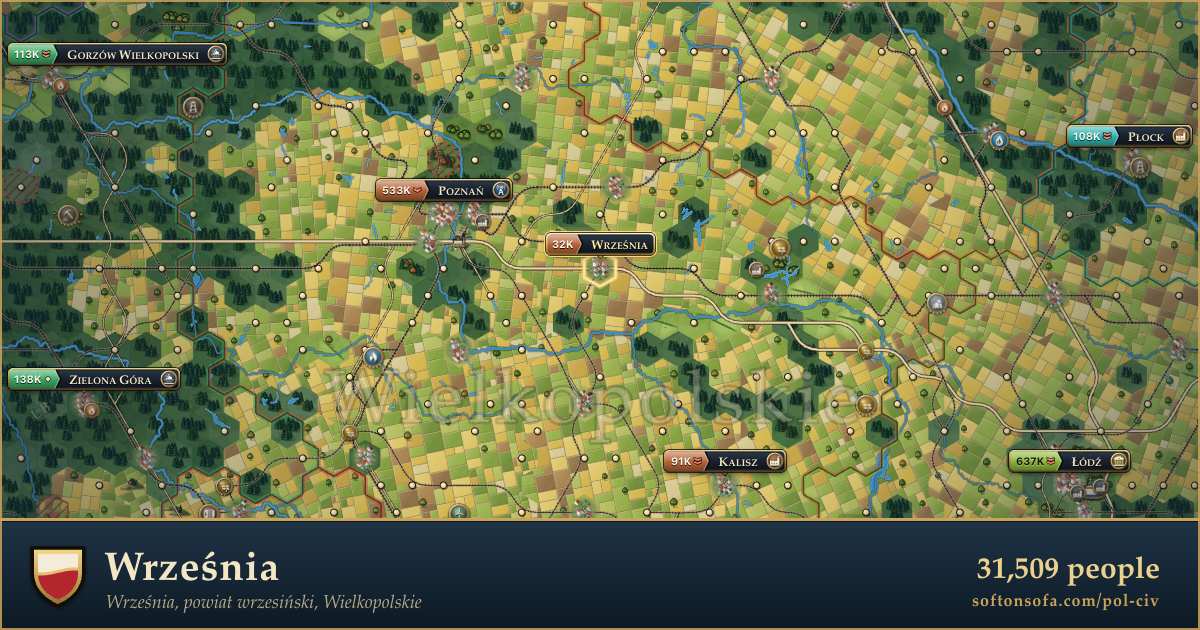 113K GORZÓW WIELKOPOLSKI
108K PŁOCK
533K POZNAŃ
32K WRZEŚNIA
138K ZIELONA GÓRA
Wielkopolskie
91K KALISZ
637K ŁÓDŹ
Września
31,509 people
Września, powiat wrzesiński, Wielkopolskie
softonsofa.com/pol-civ